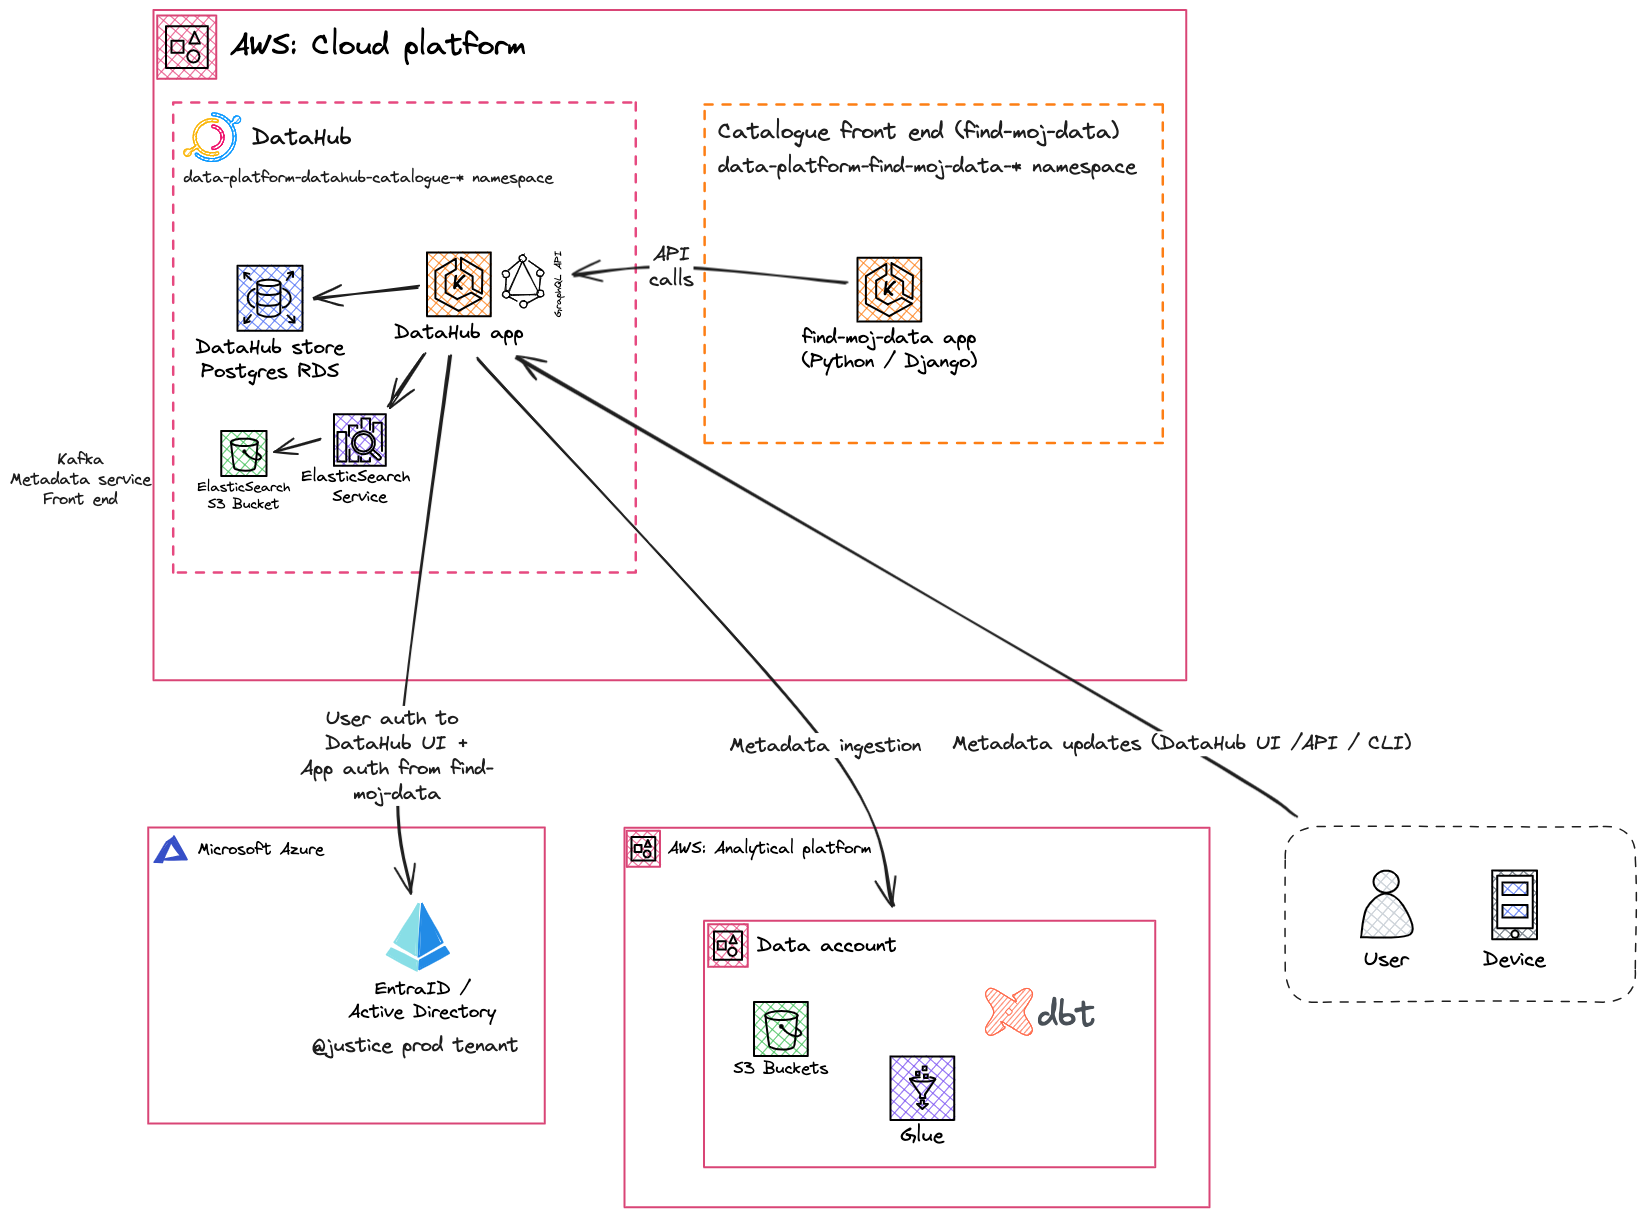 AWS: Cloud platform
DataHub
data-platform-datahub-catalogue-* namespace
Catalogue front end (find-moj-data)
data-platform-find-moj-data-* namespace
API
calls
GraphQL API
K
DataHub app
DataHub store
Postgres RDS
K
find-moj-data app
(Python / Django)
ElasticSearch
S3 Bucket
ElasticSearch
Service
Kafka
Metadata service
Front end
User auth to
DataHub UI +
App auth from find-
moj-data
Metadata ingestion
Metadata updates (DataHub UI /API / CLI)
Microsoft Azure
EntraID /
Active Directory
@justice prod tenant
AWS: Analytical platform
Data account
S3 Buckets
dbt
Glue
User
Device